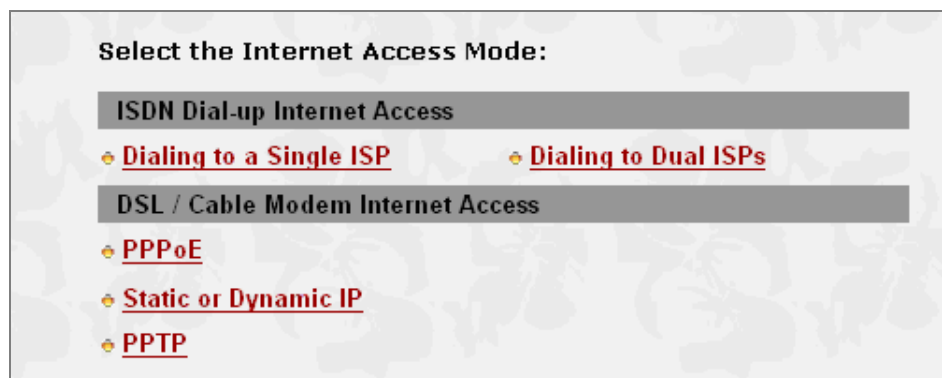 Select the Internet Access Mode:
ISDN Dial-up Internet Access
Dialing to a Single ISP Dialing to Dual ISPs
DSL / Cable Modem Internet Access
PPPoE
Static or Dynamic IP
PPTP